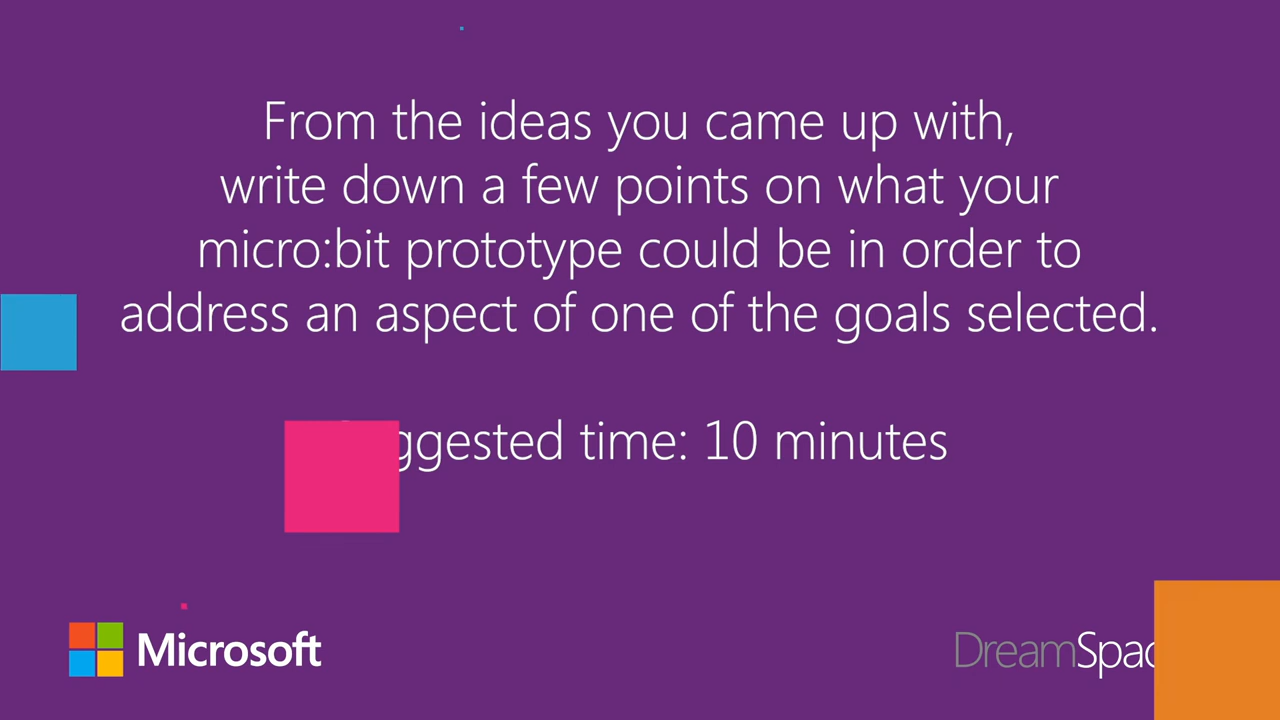 From the ideas you came up with,
write down a few points on what your
micro:bit prototype could be in order to
address an aspect of one of the goals selected.
time: 10 minutes
Microsoft